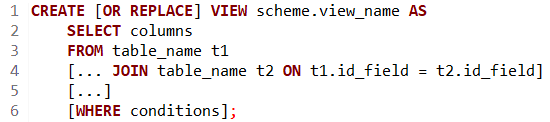 1 CREATE [OR REPLACE] VIEW scheme.view_name AS
2 SELECT columns
3 FROM table_name t1
4 [... JOIN table_name t2 ON t1.id_field = t2.id_field]
5 [...]
6 [WHERE conditions];